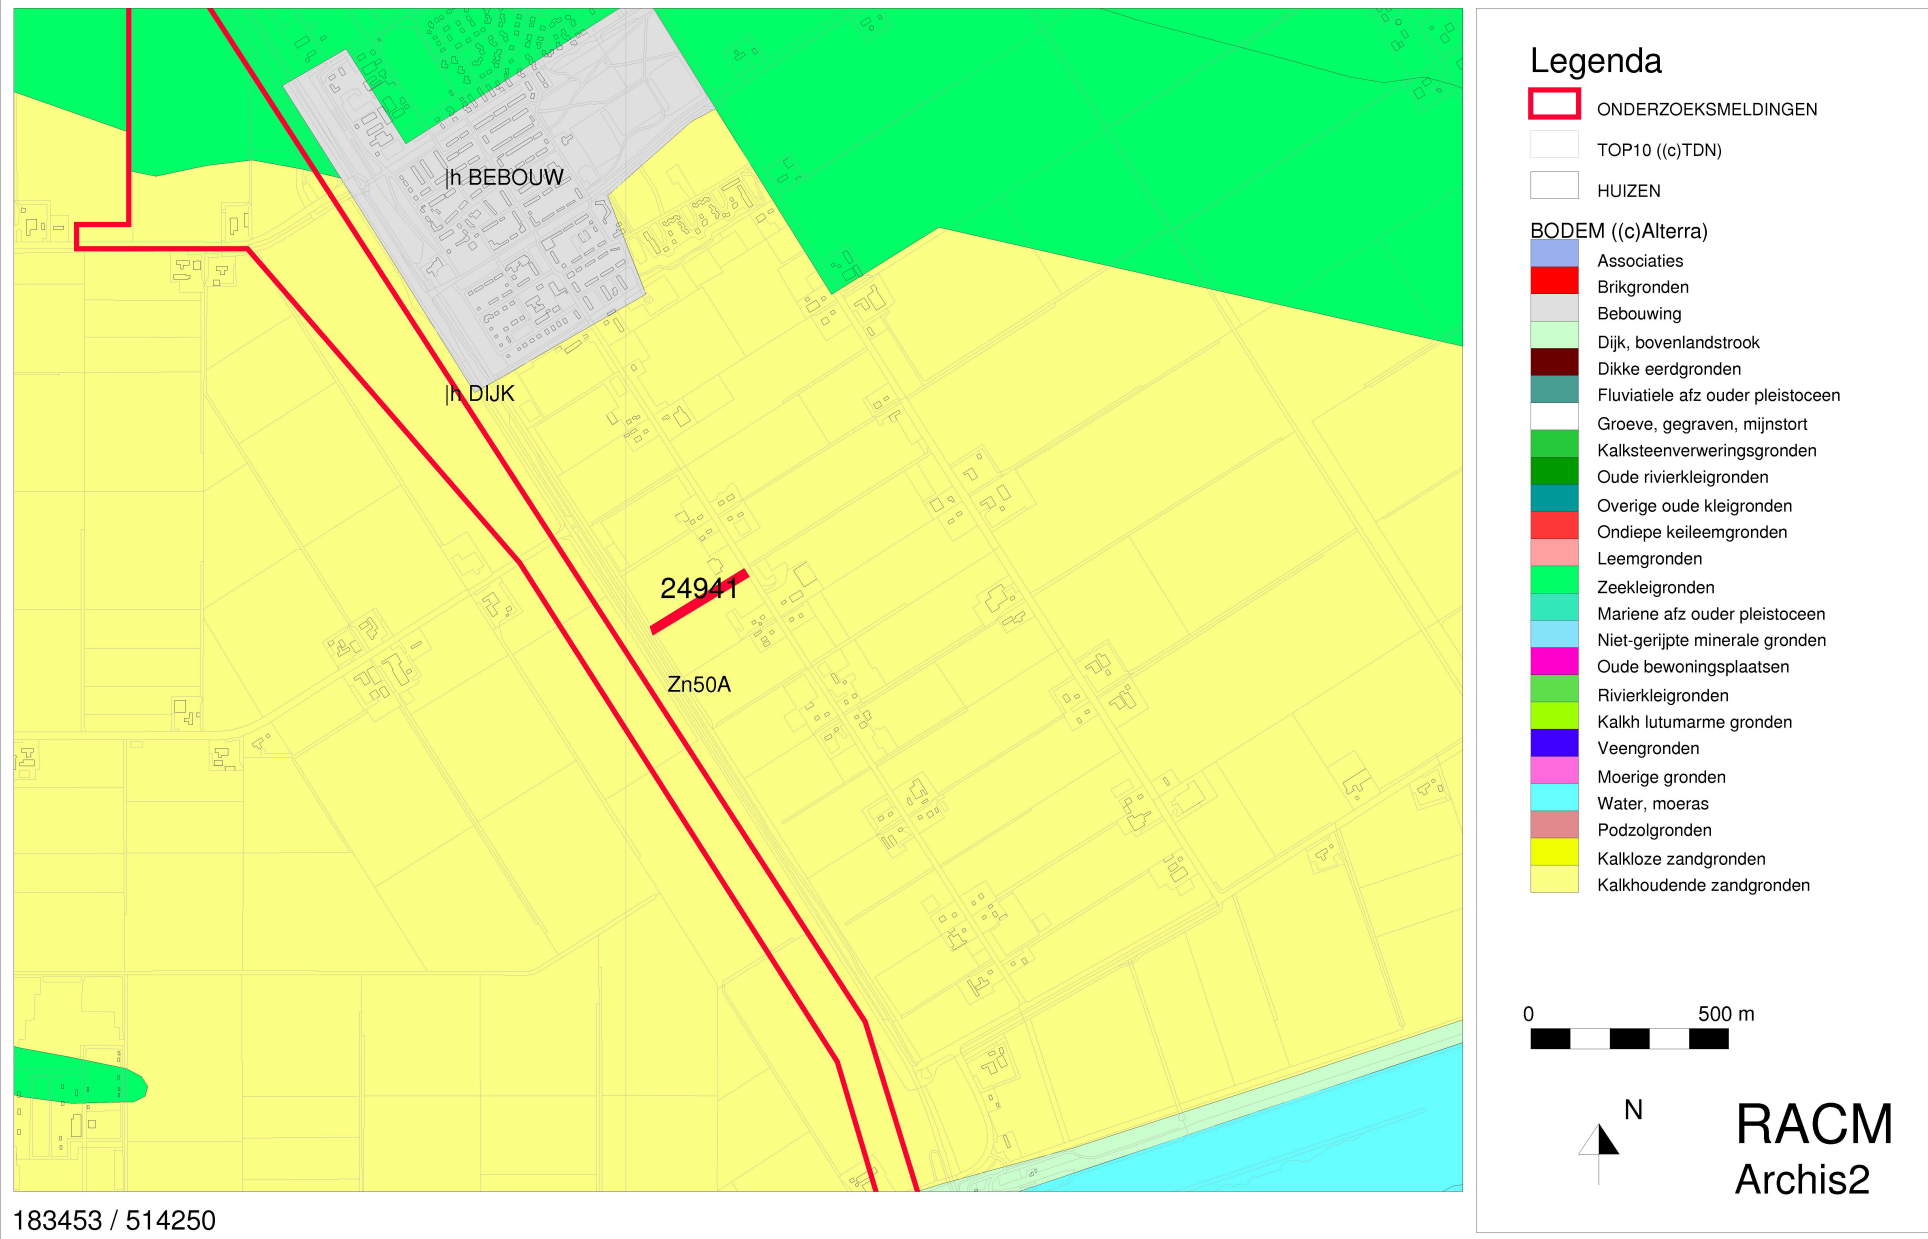 |h BEBOUW
|h DIJK
24941
Zn50A
183453 / 514250
Legenda
ONDERZOEKSMELDINGEN
TOP10 ((c)TDN)
HUIZEN
BODEM ((c)Alterra)
Associaties
Brikgronden
Bebouwing
Dijk, bovenlandstrook
Dikke eerdgronden
Fluviatiele afz ouder pleistoceen
Groeve, gegraven, mijnstort
Kalksteenverweringsgronden
Oude rivierkleigronden
Overige oude kleigronden
Ondiepe keileemgronden
Leemgronden
Zeekleigronden
Mariene afz ouder pleistoceen
Niet-gerijpte minerale gronden
Oude bewoningsplaatsen
Rivierkleigronden
Kalkh lutumarme gronden
Veengronden
Moerige gronden
Water, moeras
Podzolgronden
Kalkloze zandgronden
Kalkhoudende zandgronden
0 500 m
N
RACM
Archis2